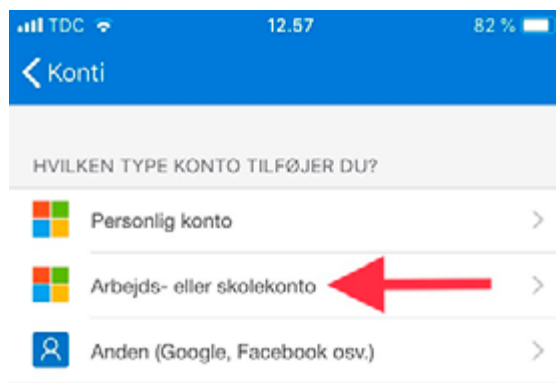 TDC 12.57 82 %
Konti
HVILKEN TYPE KONTO TILFØJER DU?
Personlig konto
Arbejds- eller skolekonto
Anden (Google, Facebook osv.)